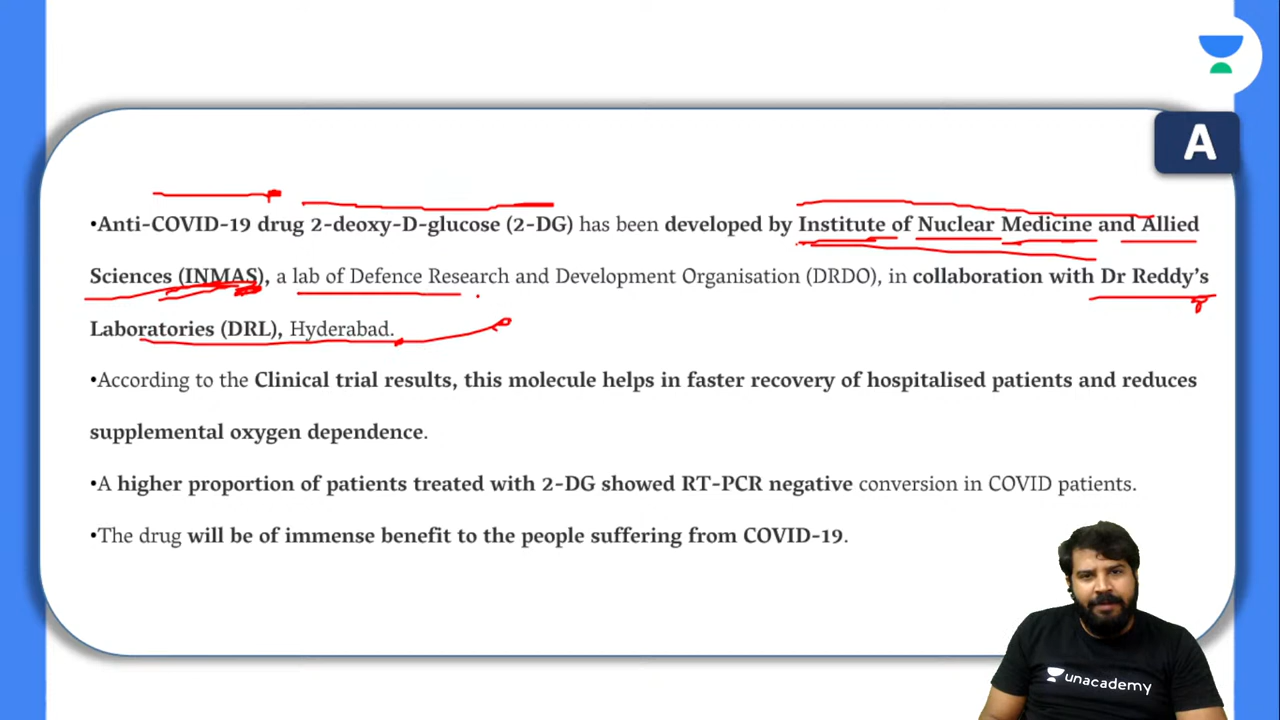 A
•Anti-COVID-19 drug 2-deoxy-D-glucose (2-DG) has been developed by Institute of Nuclear Medicine and Allied
Sciences (INMAS), a lab of Defence Research and Development Organisation (DRDO), in collaboration with Dr Reddy's
Laboratories (DRL), Hyderabad.
•According to the Clinical trial results, this molecule helps in faster recovery of hospitalised patients and reduces
supplemental oxygen dependence.
•A higher proportion of patients treated with 2-DG showed RT-PCR negative conversion in COVID patients.
•The drug will be of immense benefit to the people suffering from COVID-19.
unacademy